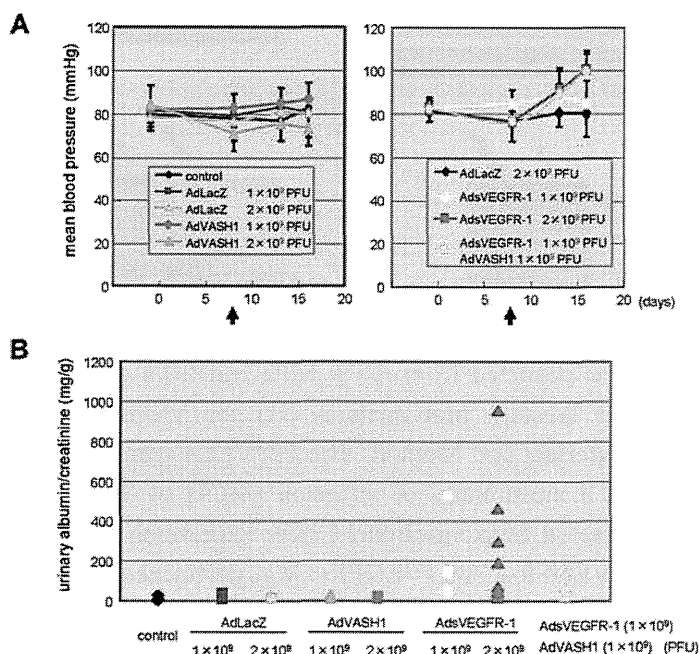 A
mean blood pressure (mmHg)
120
100
80
60
40
20
0
-5 0 5 10 15 20
control
AdLacZ 1×10⁹ PFU
AdLacZ 2×10⁹ PFU
AdVASH1 1×10⁹ PFU
AdVASH1 2×10⁹ PFU
120
100
80
60
40
20
0
-5 0 5 10 15 20 (days)
AdLacZ 2×10⁹ PFU
AdsVEGFR-1 1×10⁹ PFU
AdsVEGFR-1 2×10⁹ PFU
AdsVEGFR-1 1×10⁹ PFU
AdVASH1 1×10⁹ PFU
B
urinary albumin/creatinine (mg/g)
1200
1000
800
600
400
200
0
control
AdLacZ
1×10⁹ 2×10⁹
AdVASH1
1×10⁹ 2×10⁹
AdsVEGFR-1
1×10⁹ 2×10⁹
AdsVEGFR-1 (1×10⁹)
AdVASH1 (1×10⁹) (PFU)